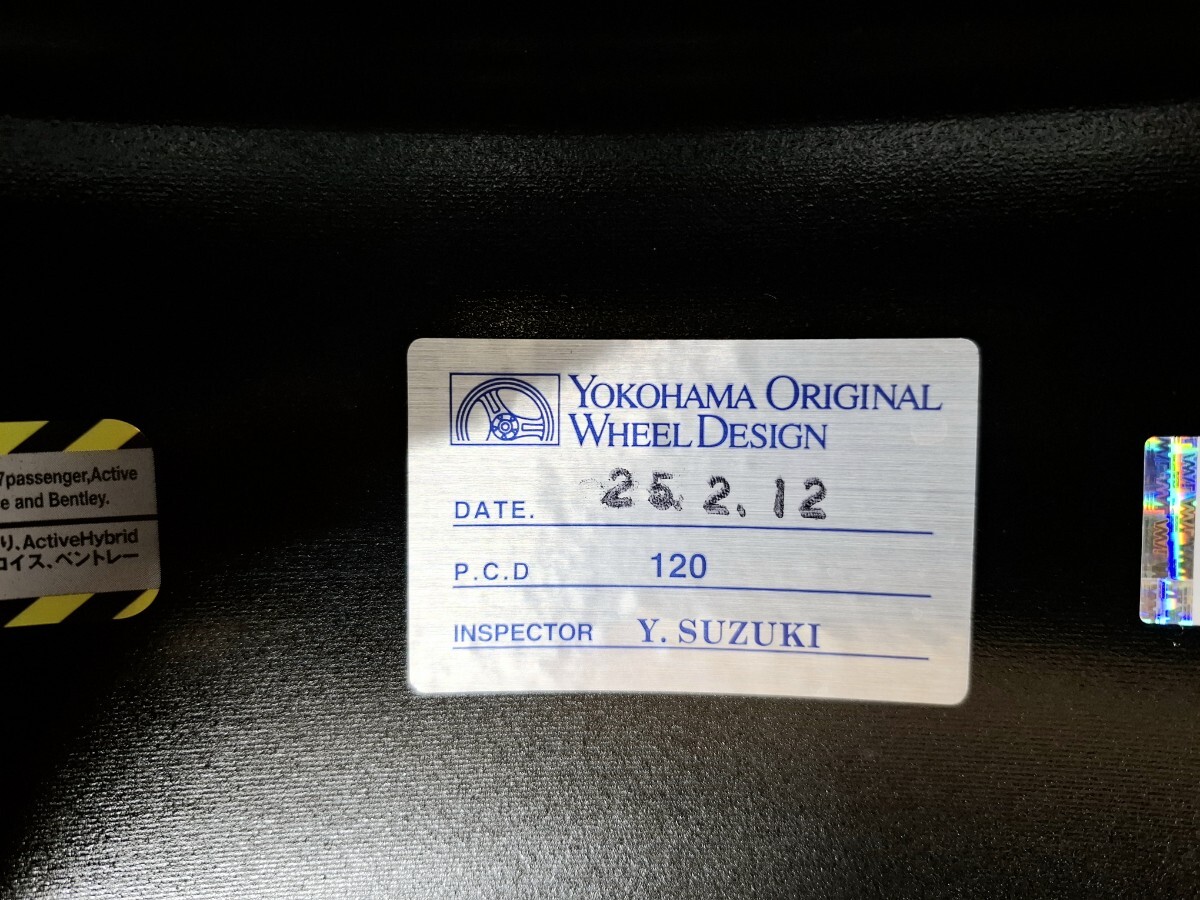 YOKOHAMA ORIGINAL
WHEEL DESIGN
DATE. 25.2.12
P.C.D 120
INSPECTOR Y. SUZUKI
7passenger,Active
e and Bentley.
り、ActiveHybrid
コイス、ベントレー